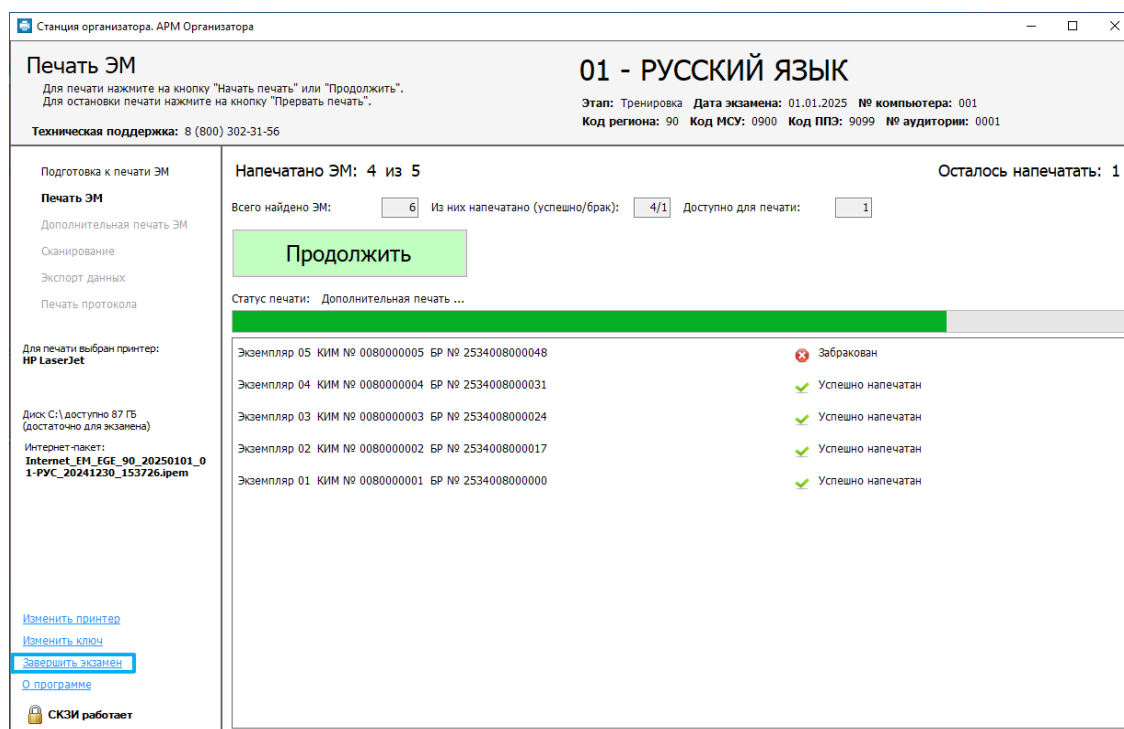 Станция организатора. АРМ Организатора
Печать ЭМ
Для печати нажмите на кнопку "Начать печать" или "Продолжить".
Для остановки печати нажмите на кнопку "Прервать печать".
Техническая поддержка: 8 (800) 302-31-56
01 - РУССКИЙ ЯЗЫК
Этап: Тренировка Дата экзамена: 01.01.2025 № компьютера: 001
Код региона: 90 Код МСУ: 0900 Код ППЭ: 9099 № аудитории: 0001
Подготовка к печати ЭМ
Печать ЭМ
Дополнительная печать ЭМ
Сканирование
Экспорт данных
Печать протокола
Для печати выбран принтер:
HP LaserJet
Диск C:\ доступно 87 ГБ
(достаточно для экзамена)
Интернет-пакет:
Internet_EM_EGE_90_20250101_0
1-РУС_20241230_153726.ipem
Изменить принтер
Изменить ключ
Завершить экзамен
О программе
СКЗИ работает
Напечатано ЭМ: 4 из 5
Осталось напечатать: 1
Всего найдено ЭМ: 6 Из них напечатано (успешно/брак): 4/1 Доступно для печати: 1
Продолжить
Статус печати: Дополнительная печать ...
Экземпляр 05 КИМ № 0080000005 БР № 2534008000048 Забракован
Экземпляр 04 КИМ № 0080000004 БР № 2534008000031 Успешно напечатан
Экземпляр 03 КИМ № 0080000003 БР № 2534008000024 Успешно напечатан
Экземпляр 02 КИМ № 0080000002 БР № 2534008000017 Успешно напечатан
Экземпляр 01 КИМ № 0080000001 БР № 2534008000000 Успешно напечатан